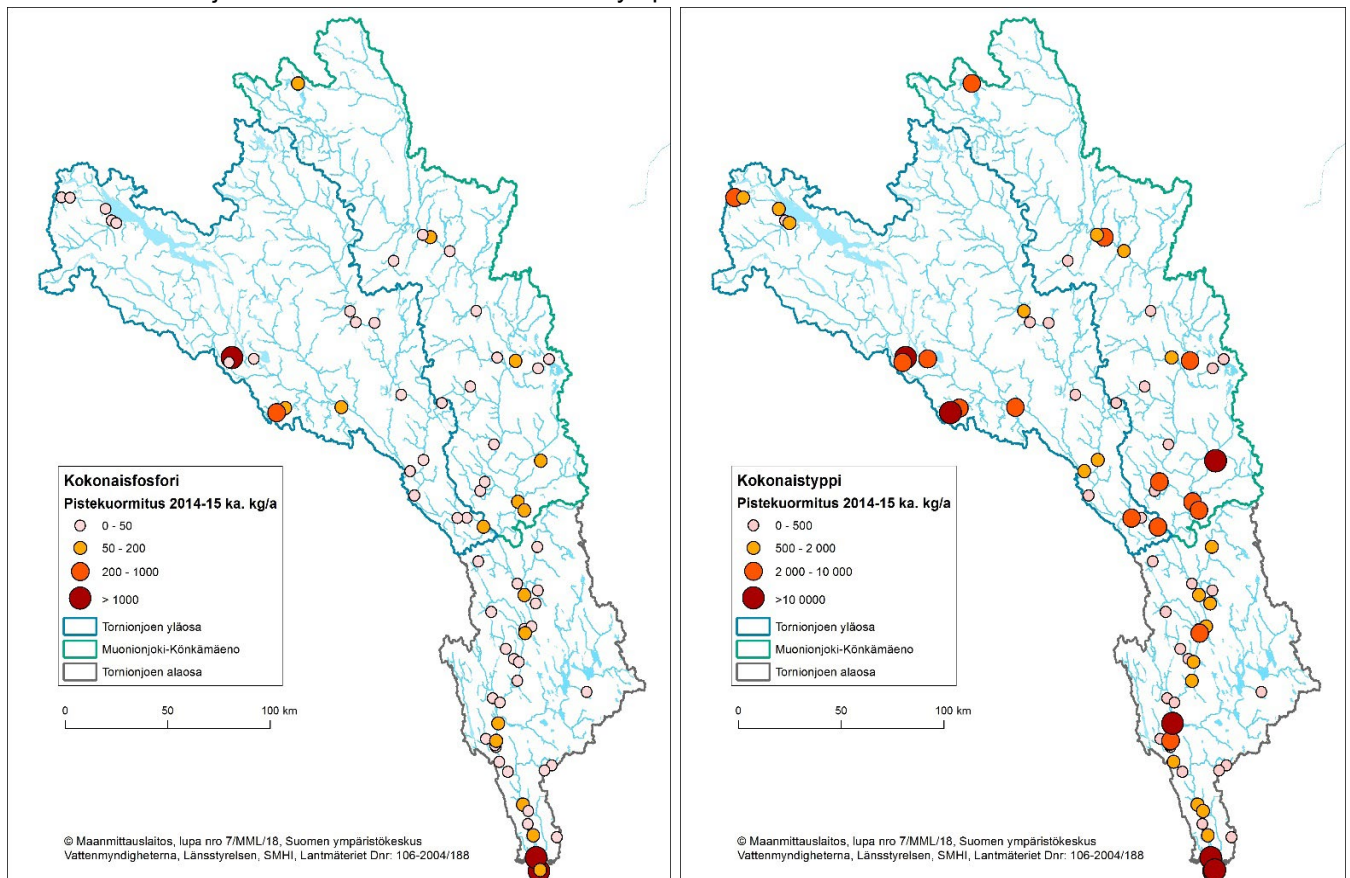 Kokonaisfosfori
Pistekuormitus 2014-15 ka. kg/a
0 - 50
50 - 200
200 - 1000
> 1000
Tornionjoen yläosa
Muonionjoki-Könkämäeno
Tornionjoen alaosa
0 50 100 km
© Maanmittauslaitos, lupa nro 7/MML/18, Suomen ympäristökeskus
Vattenmyndigheterna, Länsstyrelsen, SMHI, Lantmäteriet Dnr: 106-2004/188
Kokonaistyppi
Pistekuormitus 2014-15 ka. kg/a
0 - 500
500 - 2 000
2 000 - 10 000
>10 0000
Tornionjoen yläosa
Muonionjoki-Könkämäeno
Tornionjoen alaosa
0 50 100 km
© Maanmittauslaitos, lupa nro 7/MML/18, Suomen ympäristökeskus
Vattenmyndigheterna, Länsstyrelsen, SMHI, Lantmäteriet Dnr: 106-2004/188